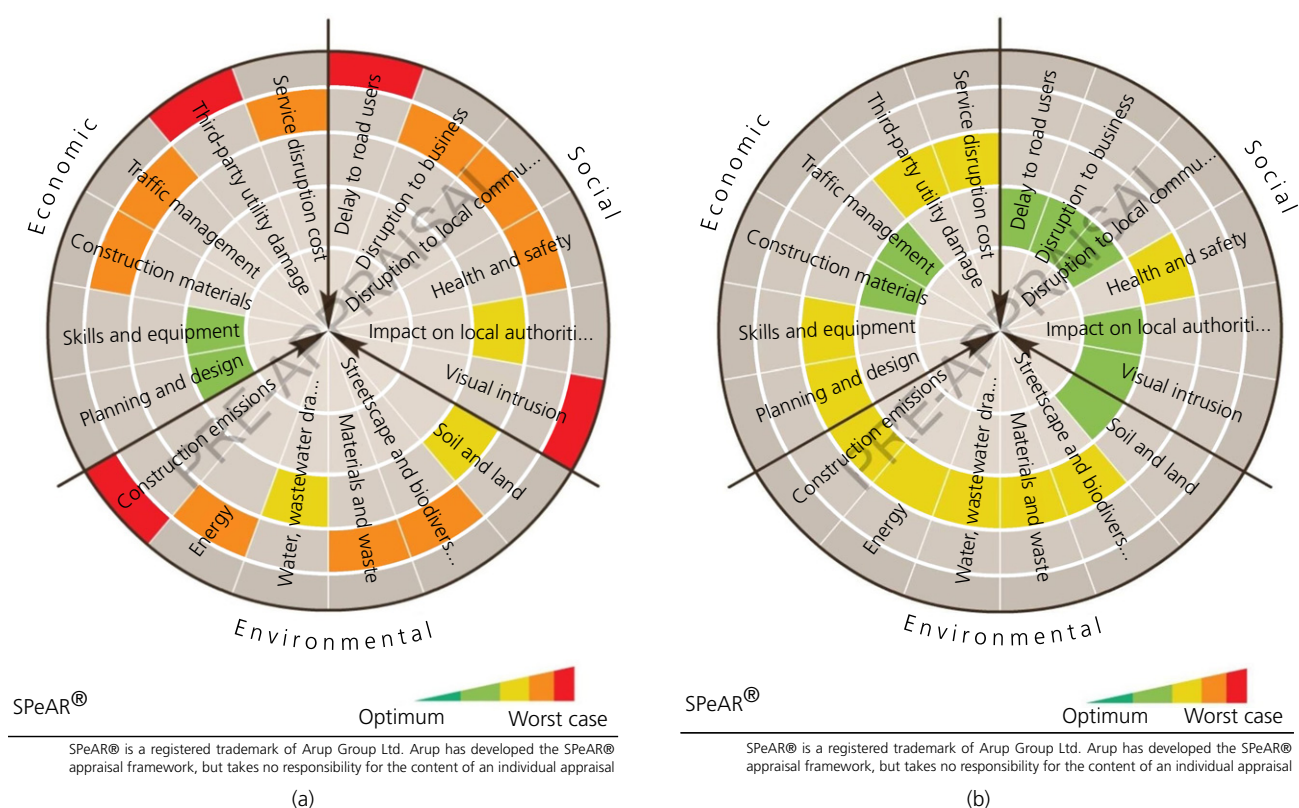 Economic
Social
Environmental
Service disruption cost
Delay to road users
Disruption to business
Disruption to local commu...
Health and safety
Impact on local authoriti...
Visual intrusion
Soil and land
Streetscape and biodivers...
Materials and waste
Water, wastewater dra...
Energy
Construction emissions
Planning and design
Skills and equipment
Construction materials
Traffic management
Third-party utility damage
PRE APPRAISAL
SPeAR®
Optimum
Worst case
SPeAR® is a registered trademark of Arup Group Ltd. Arup has developed the SPeAR®
appraisal framework, but takes no responsibility for the content of an individual appraisal
(a)
Economic
Social
Environmental
Service disruption cost
Delay to road users
Disruption to business
Disruption to local commu...
Health and safety
Impact on local authoriti...
Visual intrusion
Soil and land
Streetscape and biodivers...
Materials and waste
Water, wastewater dra...
Energy
Construction emissions
Planning and design
Skills and equipment
Construction materials
Traffic management
Third-party utility damage
PRE APPRAISAL
SPeAR®
Optimum
Worst case
SPeAR® is a registered trademark of Arup Group Ltd. Arup has developed the SPeAR®
appraisal framework, but takes no responsibility for the content of an individual appraisal
(b)